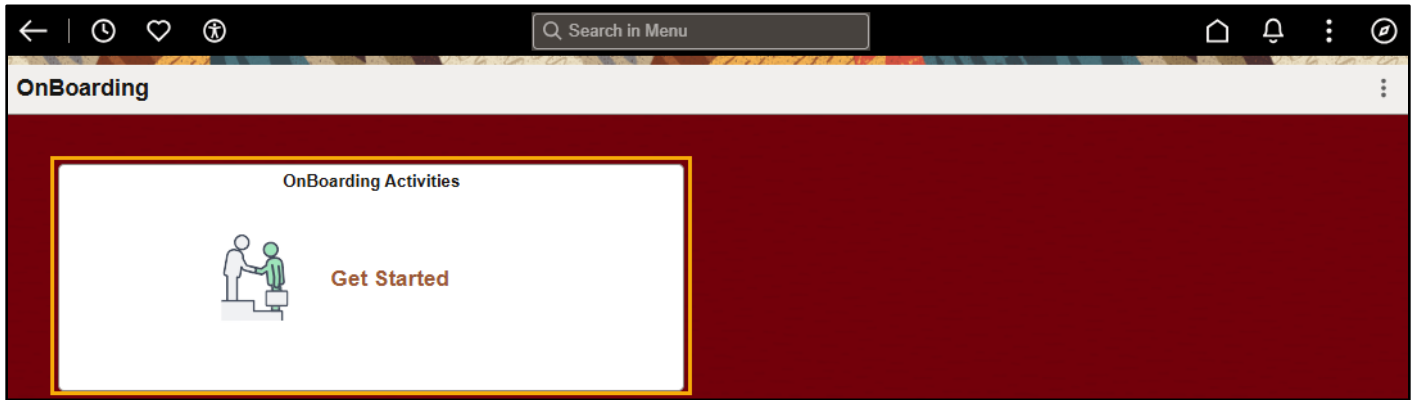 Search in Menu
OnBoarding
OnBoarding Activities
Get Started